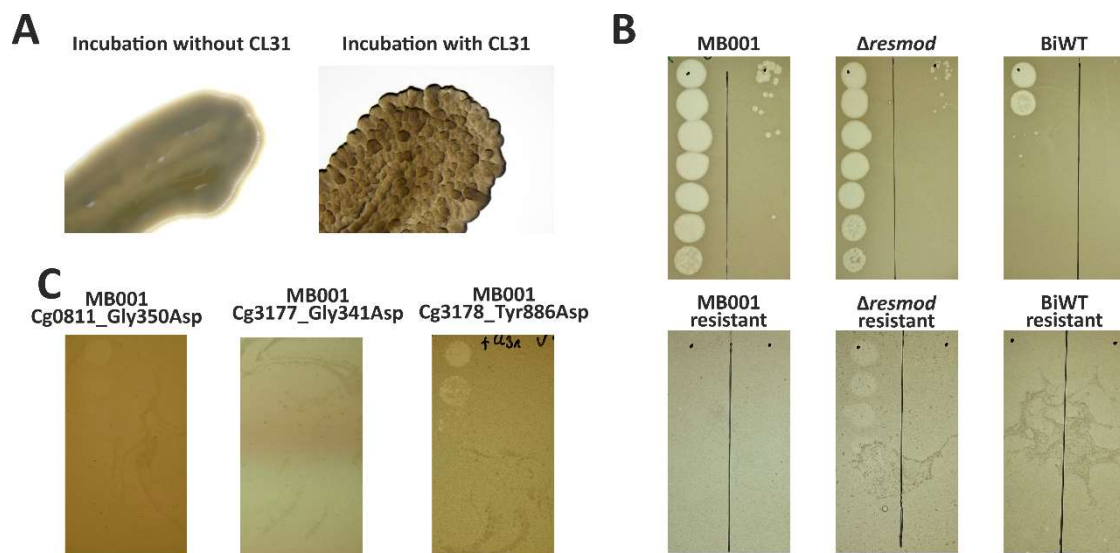 A
Incubation without CL31
Incubation with CL31
B
MB001
Δresmod
BiWT
C
MB001
Cg0811_Gly350Asp
MB001
Cg3177_Gly341Asp
MB001
Cg3178_Tyr886Asp
MB001
resistant
Δresmod
resistant
BiWT
resistant